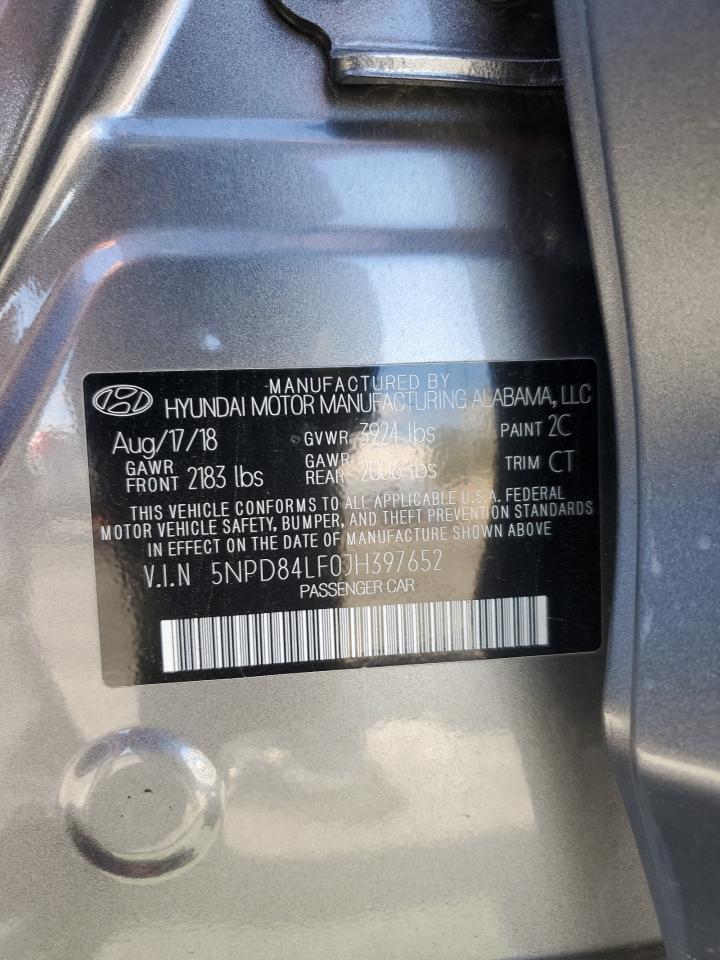 MANUFACTURED BY
HYUNDAI MOTOR MANUFACTURING ALABAMA, LLC
Aug/17/18 GVWR 3924 lbs PAINT 2C
GAWR FRONT 2183 lbs GAWR REAR 2006 lbs TRIM CT
THIS VEHICLE CONFORMS TO ALL APPLICABLE U.S.A. FEDERAL
MOTOR VEHICLE SAFETY, BUMPER, AND THEFT PREVENTION STANDARDS
IN EFFECT ON THE DATE OF MANUFACTURE SHOWN ABOVE
V.I.N 5NPD84LF0JH397652
PASSENGER CAR